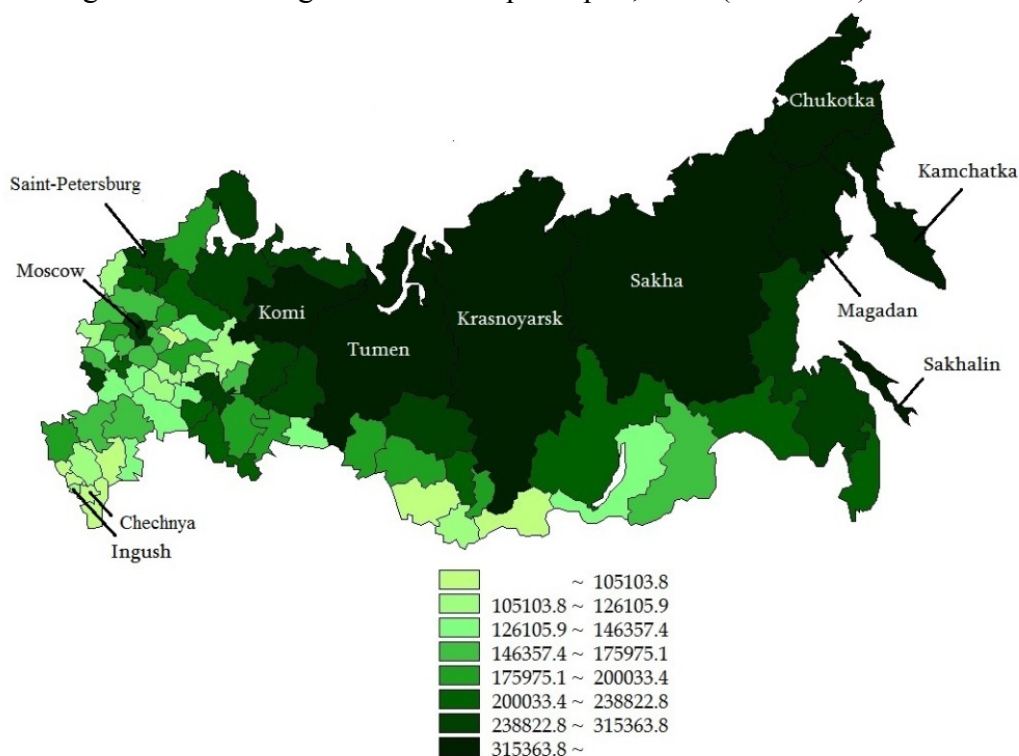 Chukotka
Kamchatka
Saint-Petersburg
Moscow
Sakha
Magadan
Komi
Krasnoyarsk
Tumen
Sakhalin
Chechnya
Ingush
~ 105103.8
105103.8 ~ 126105.9
126105.9 ~ 146357.4
146357.4 ~ 175975.1
175975.1 ~ 200033.4
200033.4 ~ 238822.8
238822.8 ~ 315363.8
315363.8 ~